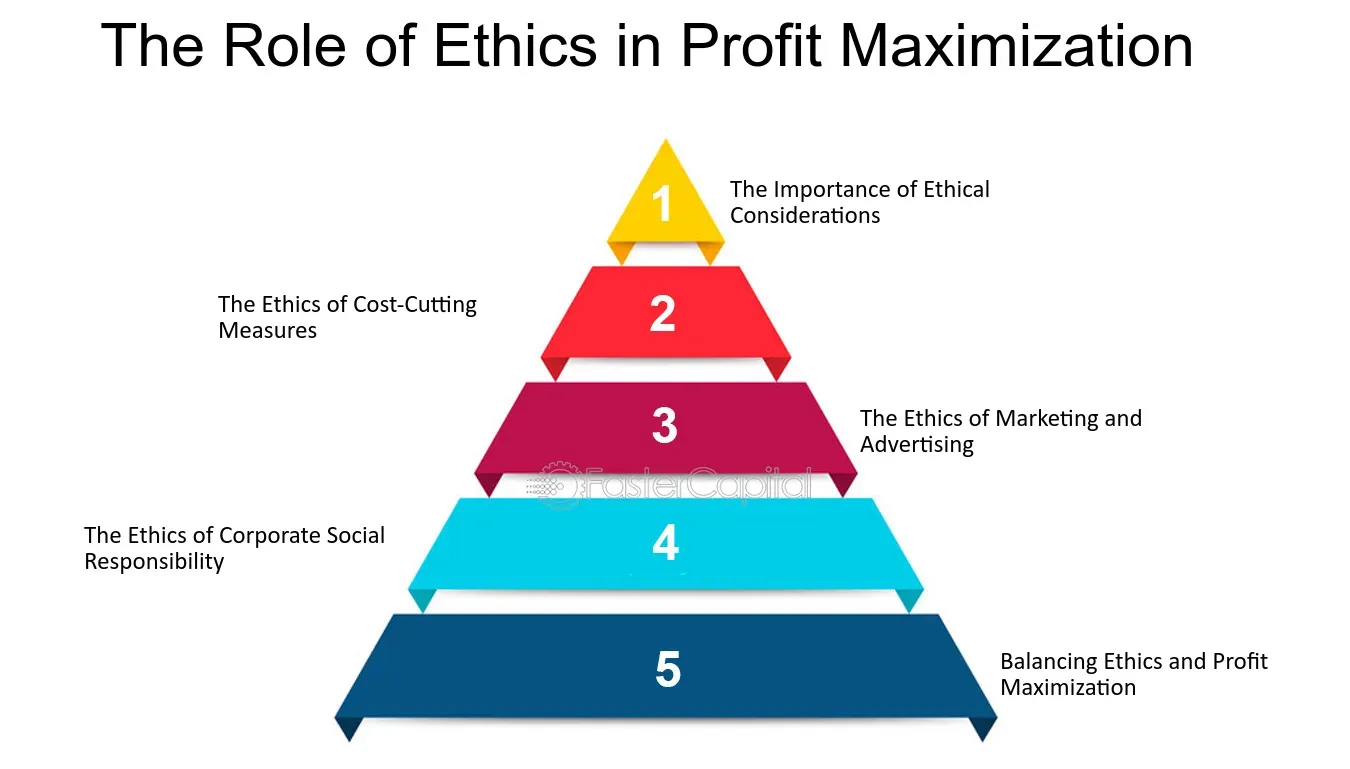 The Role of Ethics in Profit Maximization
1
The Importance of Ethical
Considerations
The Ethics of Cost-Cutting
Measures
2
3
The Ethics of Marketing and
Advertising
FasterCapital
The Ethics of Corporate Social
Responsibility
4
5
Balancing Ethics and Profit
Maximization